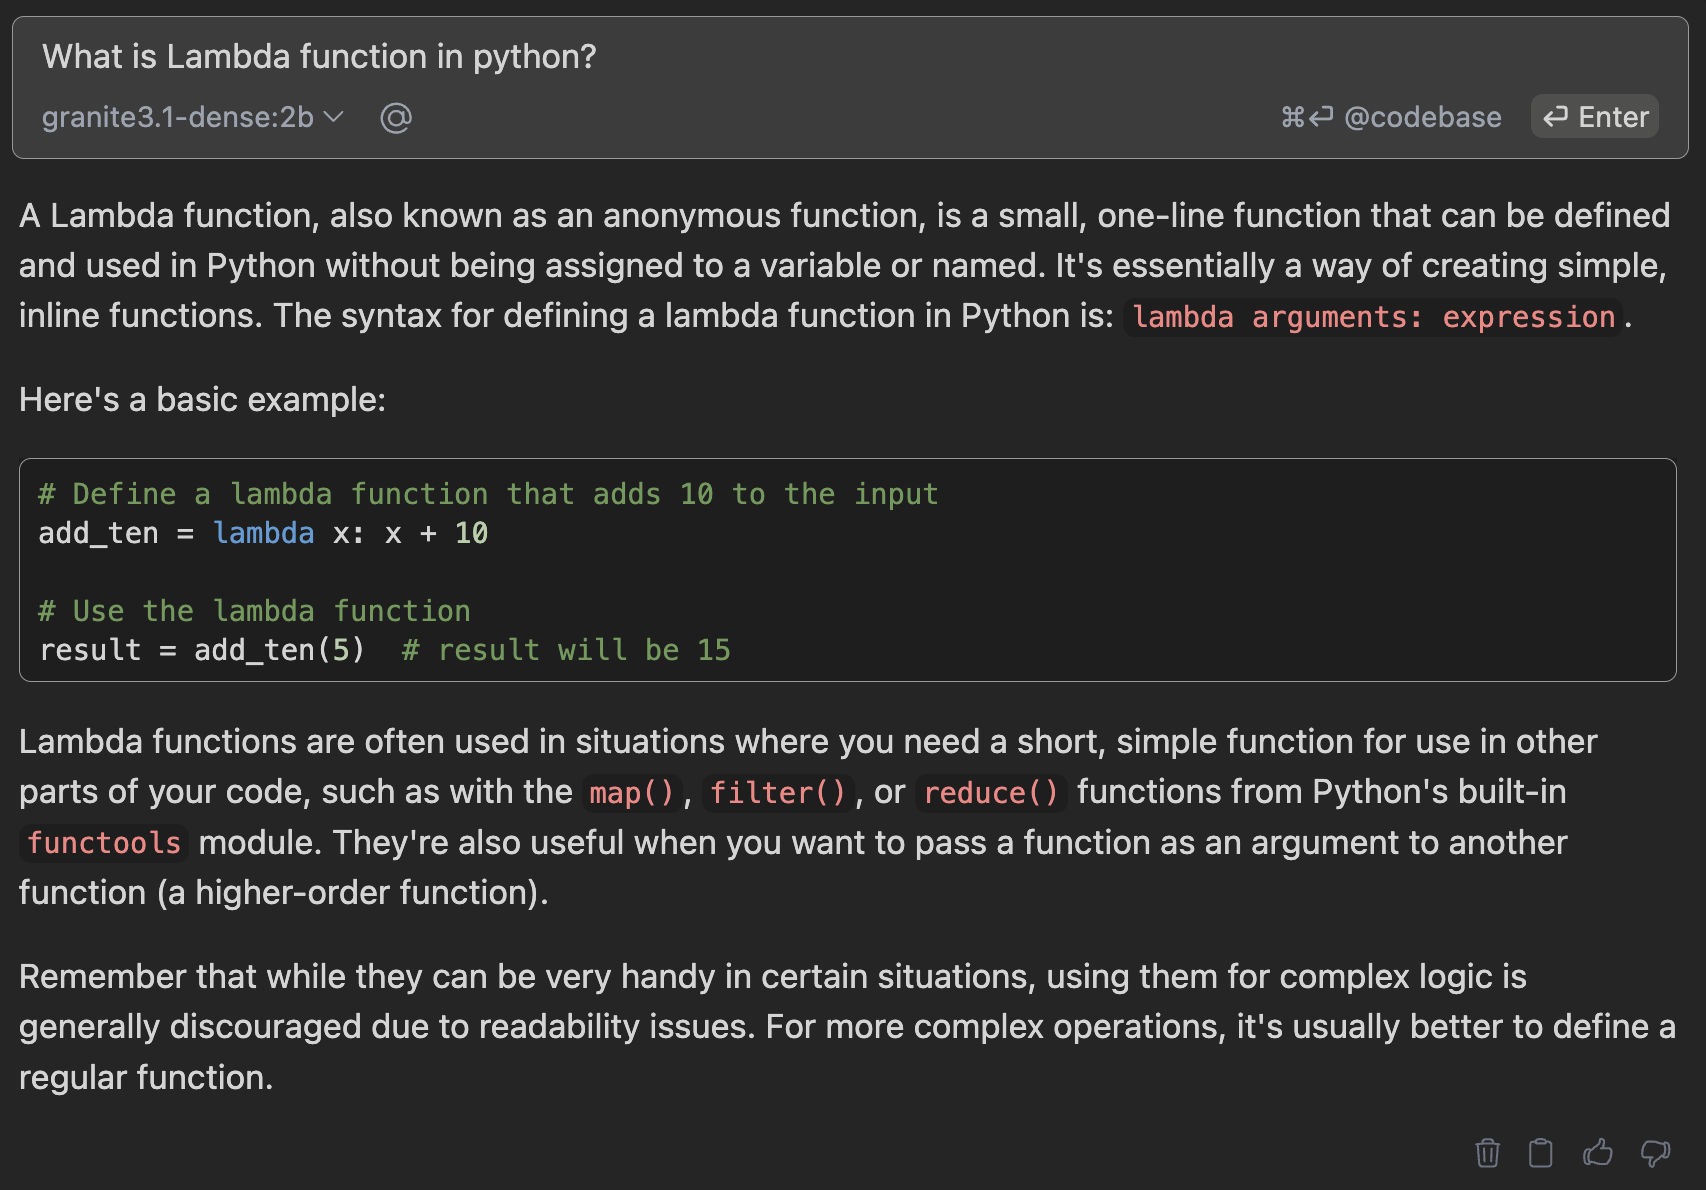 What is Lambda function in python?
granite3.1-dense:2b @ ⌘⏎ @codebase ⏎ Enter
A Lambda function, also known as an anonymous function, is a small, one-line function that can be defined
and used in Python without being assigned to a variable or named. It's essentially a way of creating simple,
inline functions. The syntax for defining a lambda function in Python is: lambda arguments: expression.
Here's a basic example:
# Define a lambda function that adds 10 to the input
add_ten = lambda x: x + 10
# Use the lambda function
result = add_ten(5)  # result will be 15
Lambda functions are often used in situations where you need a short, simple function for use in other
parts of your code, such as with the map(), filter(), or reduce() functions from Python's built-in
functools module. They're also useful when you want to pass a function as an argument to another
function (a higher-order function).
Remember that while they can be very handy in certain situations, using them for complex logic is
generally discouraged due to readability issues. For more complex operations, it's usually better to define a
regular function.